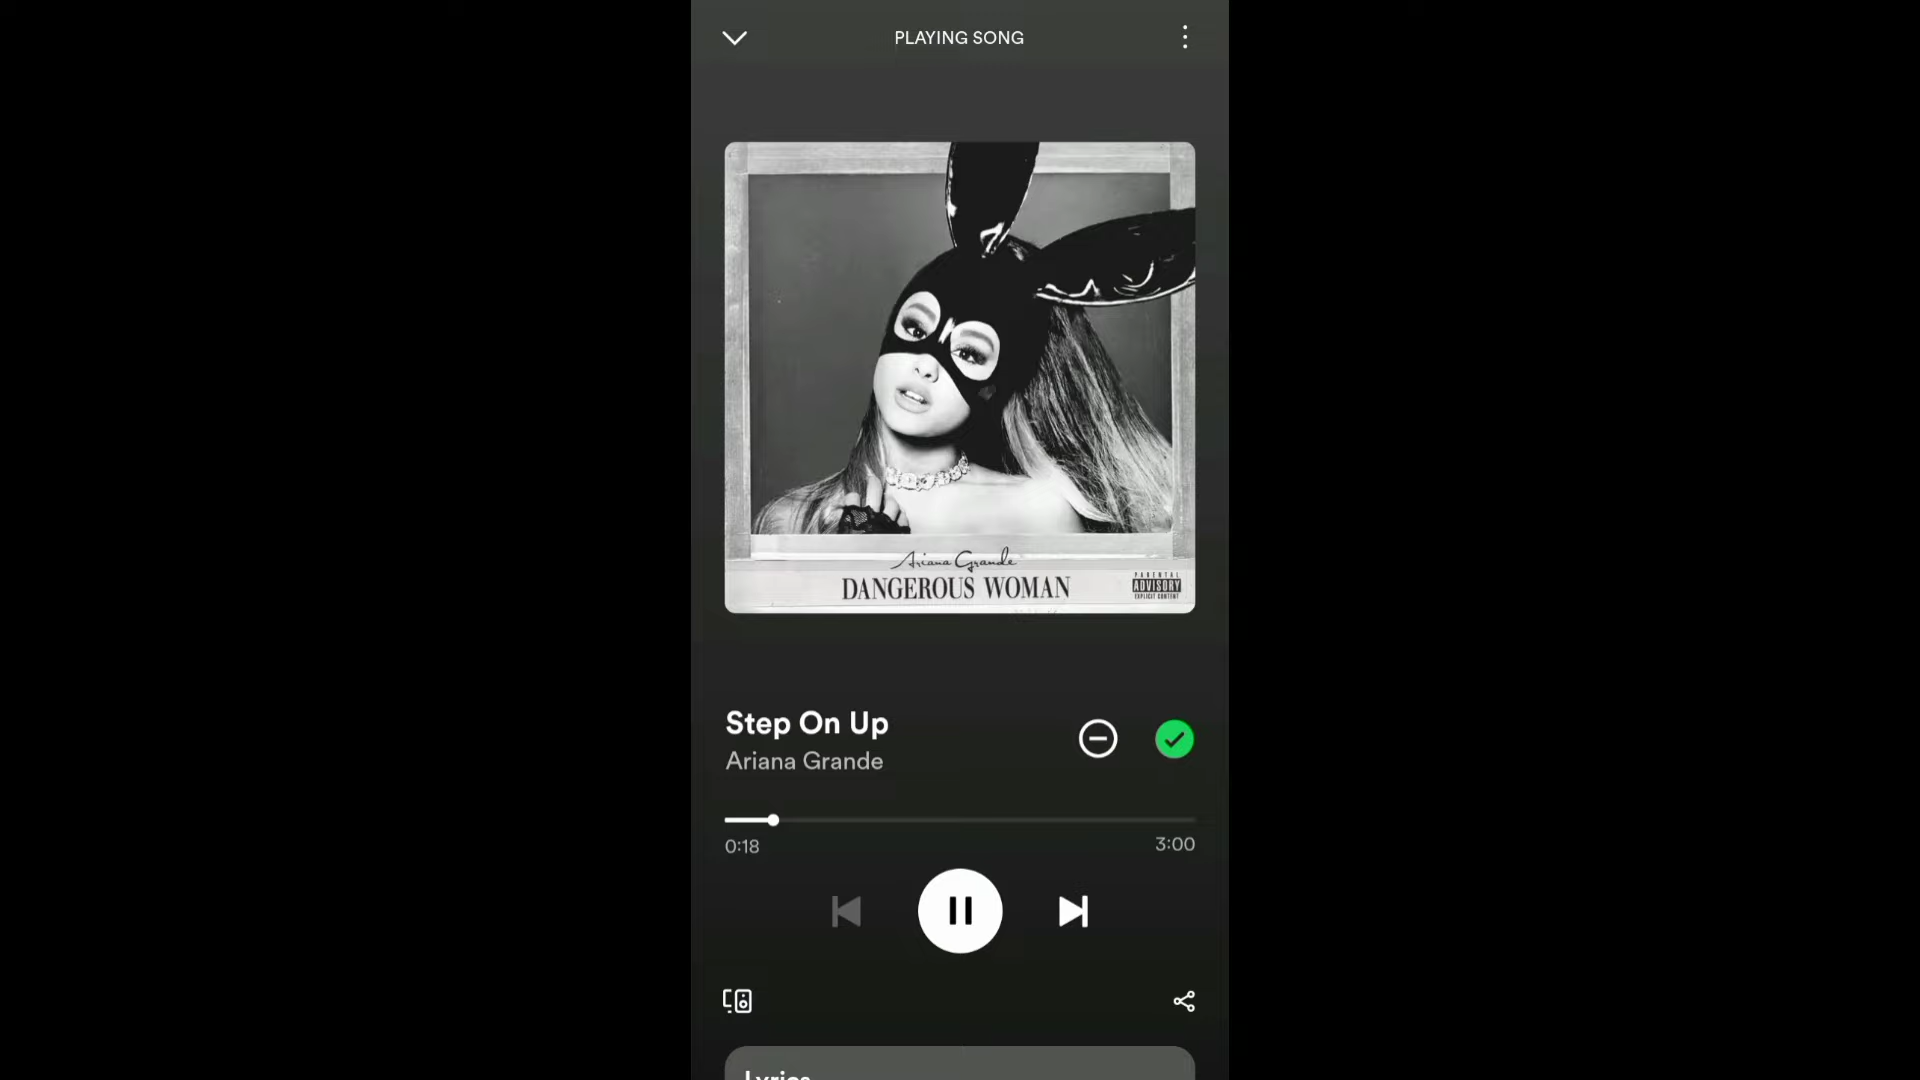 PLAYING SONG
Ariana Grande
DANGEROUS WOMAN
PARENTAL
ADVISORY
EXPLICIT CONTENT
Step On Up
Ariana Grande
0:18
3:00
Lyrics